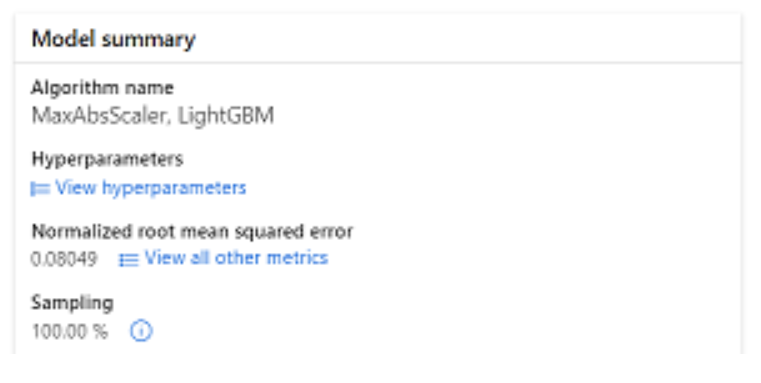 Model summary
Algorithm name
MaxAbsScaler, LightGBM
Hyperparameters
View hyperparameters
Normalized root mean squared error
0.08049 View all other metrics
Sampling
100.00 %